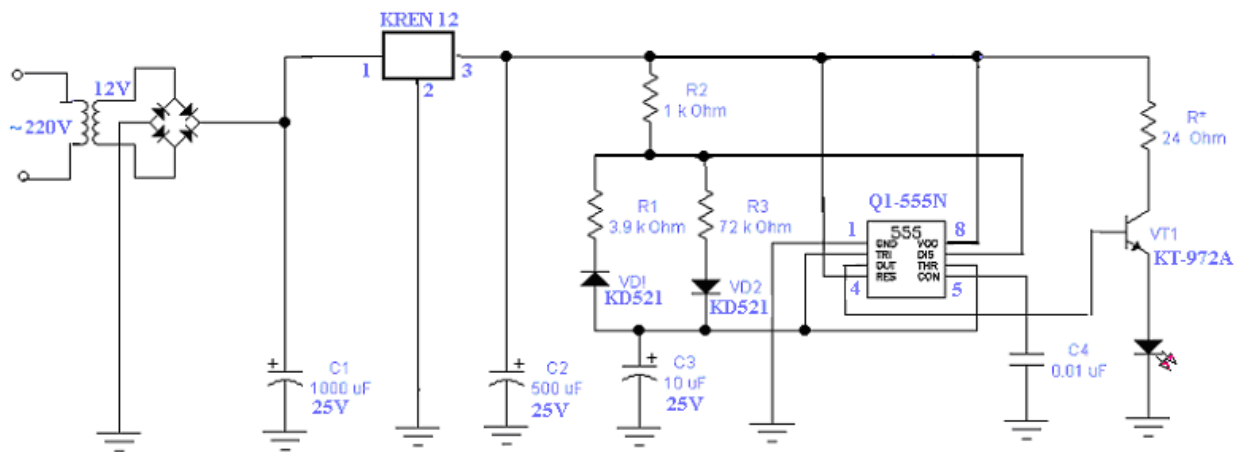 KREN 12
1
3
2
12V
~220V
R2
1 k Ohm
R*
24 Ohm
R1
3.9 k Ohm
R3
72 k Ohm
Q1-555N
1
8
555
GND
VCC
TRI
DIS
OUT
THR
RES
CON
4
5
VT1
KT-972A
VD1
KD521
VD2
KD521
+
C1
1000 uF
25V
+
C2
500 uF
25V
+
C3
10 uF
25V
C4
0.01 uF